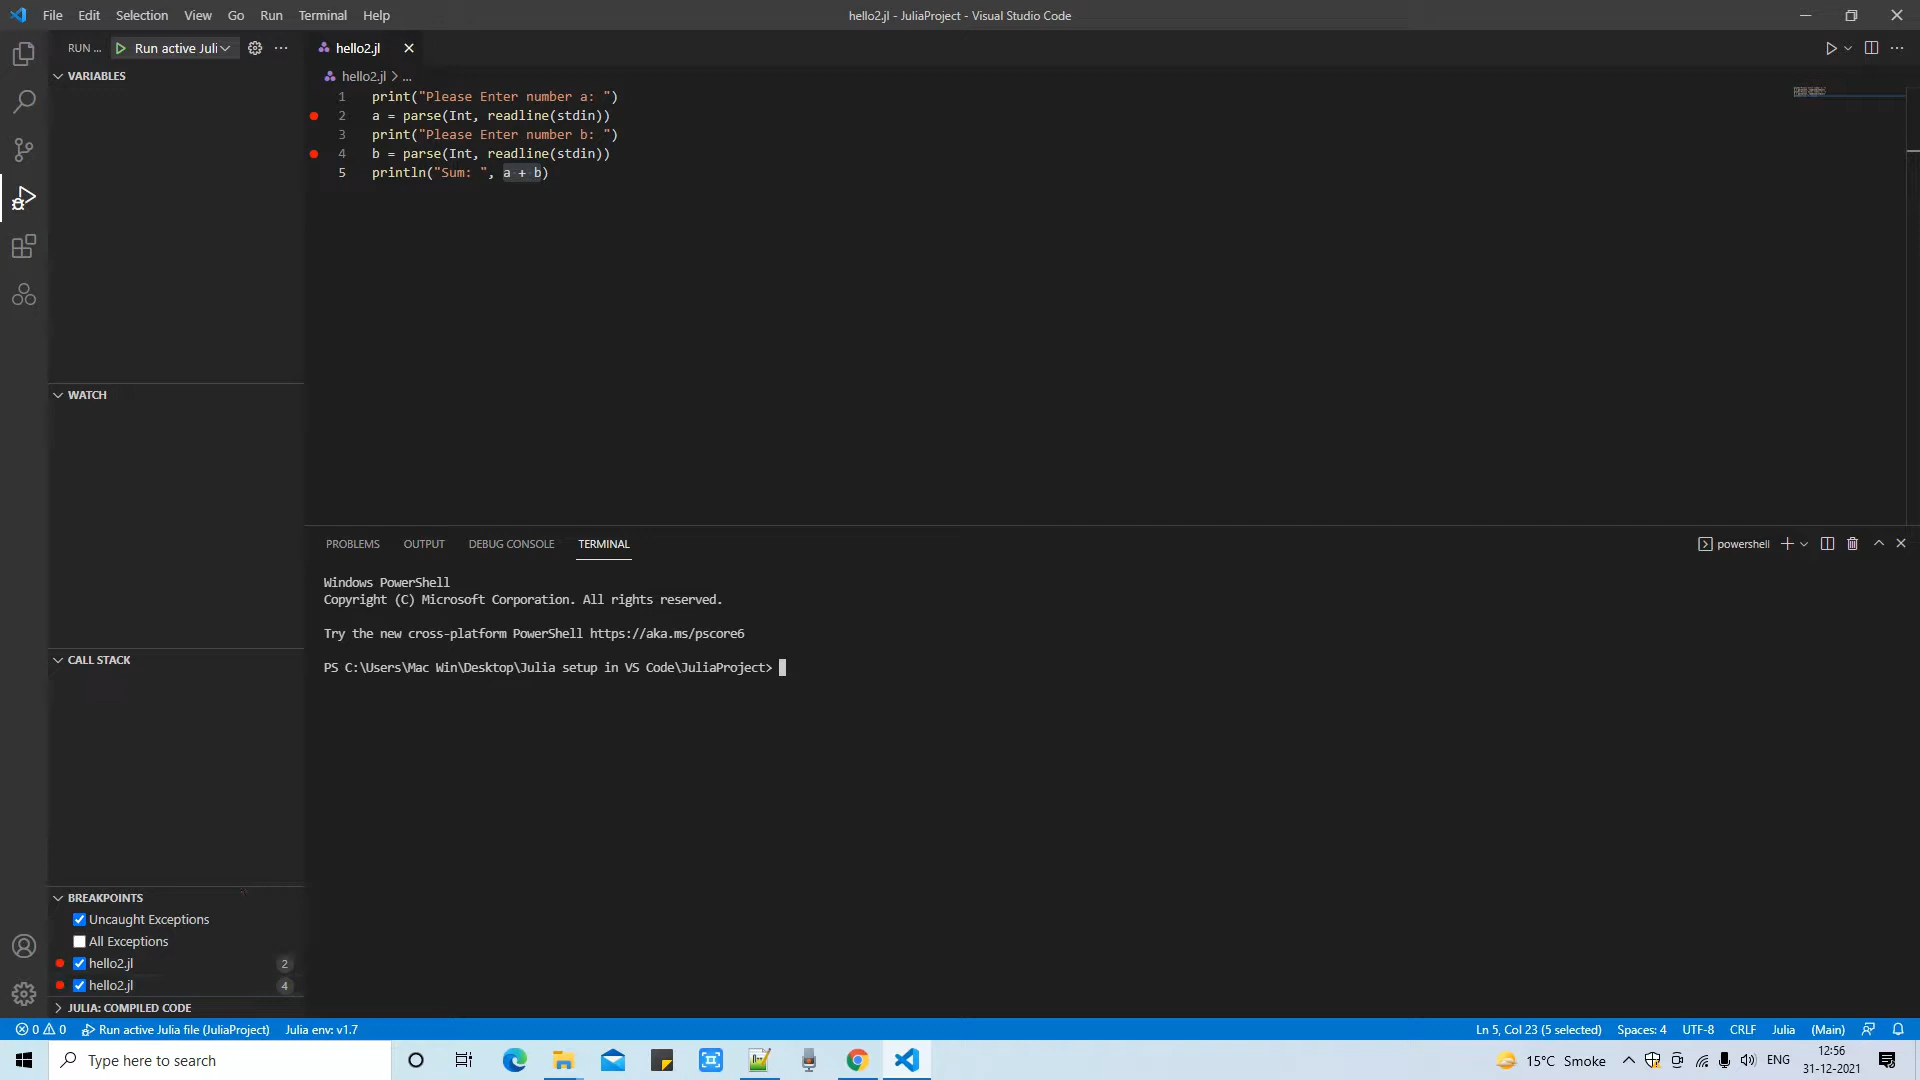 File Edit Selection View Go Run Terminal Help
hello2.jl - JuliaProject - Visual Studio Code
RUN ... Run active Juli
hello2.jl
VARIABLES
hello2.jl > ...
1 print("Please Enter number a: ")
2 a = parse(Int, readline(stdin))
3 print("Please Enter number b: ")
4 b = parse(Int, readline(stdin))
5 println("Sum: ", a + b)
WATCH
CALL STACK
BREAKPOINTS
Uncaught Exceptions
All Exceptions
hello2.jl 2
hello2.jl 4
JULIA: COMPILED CODE
PROBLEMS OUTPUT DEBUG CONSOLE TERMINAL
powershell
Windows PowerShell
Copyright (C) Microsoft Corporation. All rights reserved.
Try the new cross-platform PowerShell https://aka.ms/pscore6
PS C:\Users\Mac Win\Desktop\Julia setup in VS Code\JuliaProject>
0 0 Run active Julia file (JuliaProject) Julia env: v1.7
Ln 5, Col 23 (5 selected) Spaces: 4 UTF-8 CRLF Julia (Main)
Type here to search
15°C Smoke
ENG
12:56
31-12-2021